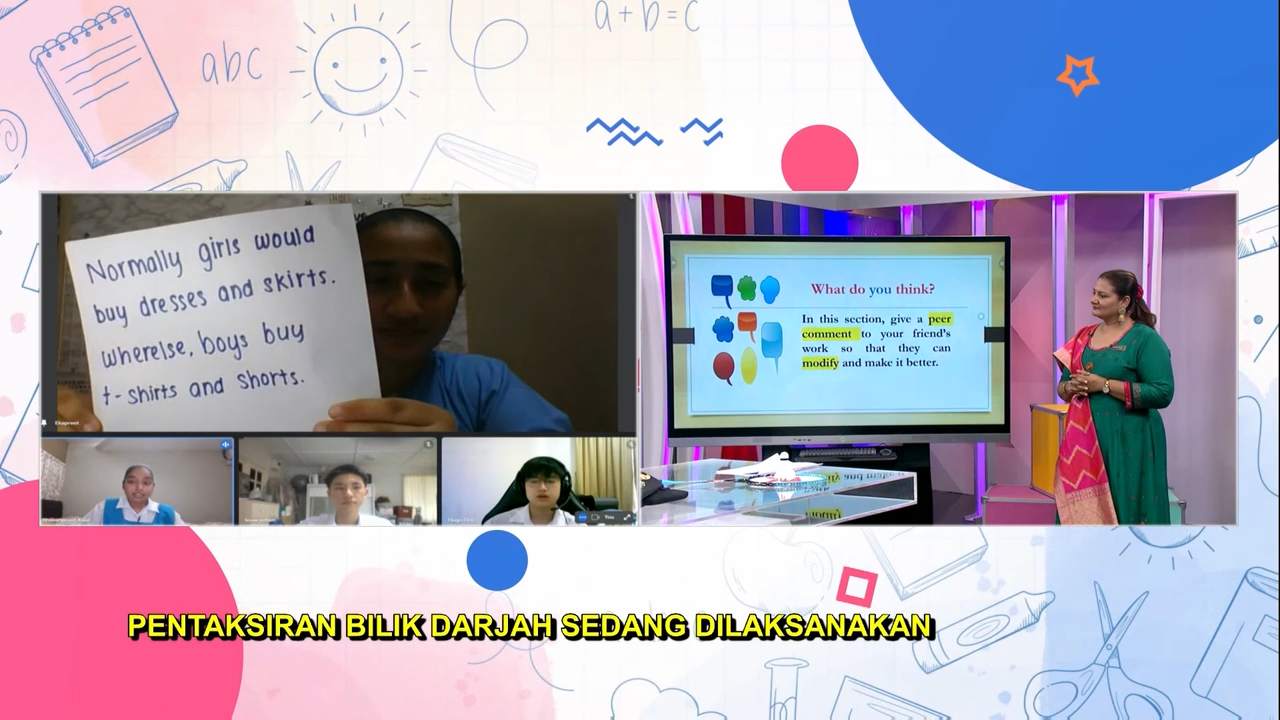 abc
a+b=c
Normally girls would
buy dresses and skirts.
wherelse, boys buy
t-shirts and shorts.
Ekapreet
You
What do you think?
In this section, give a peer
comment to your friend's
work so that they can
modify and make it better.
PENTAKSIRAN BILIK DARJAH SEDANG DILAKSANAKAN